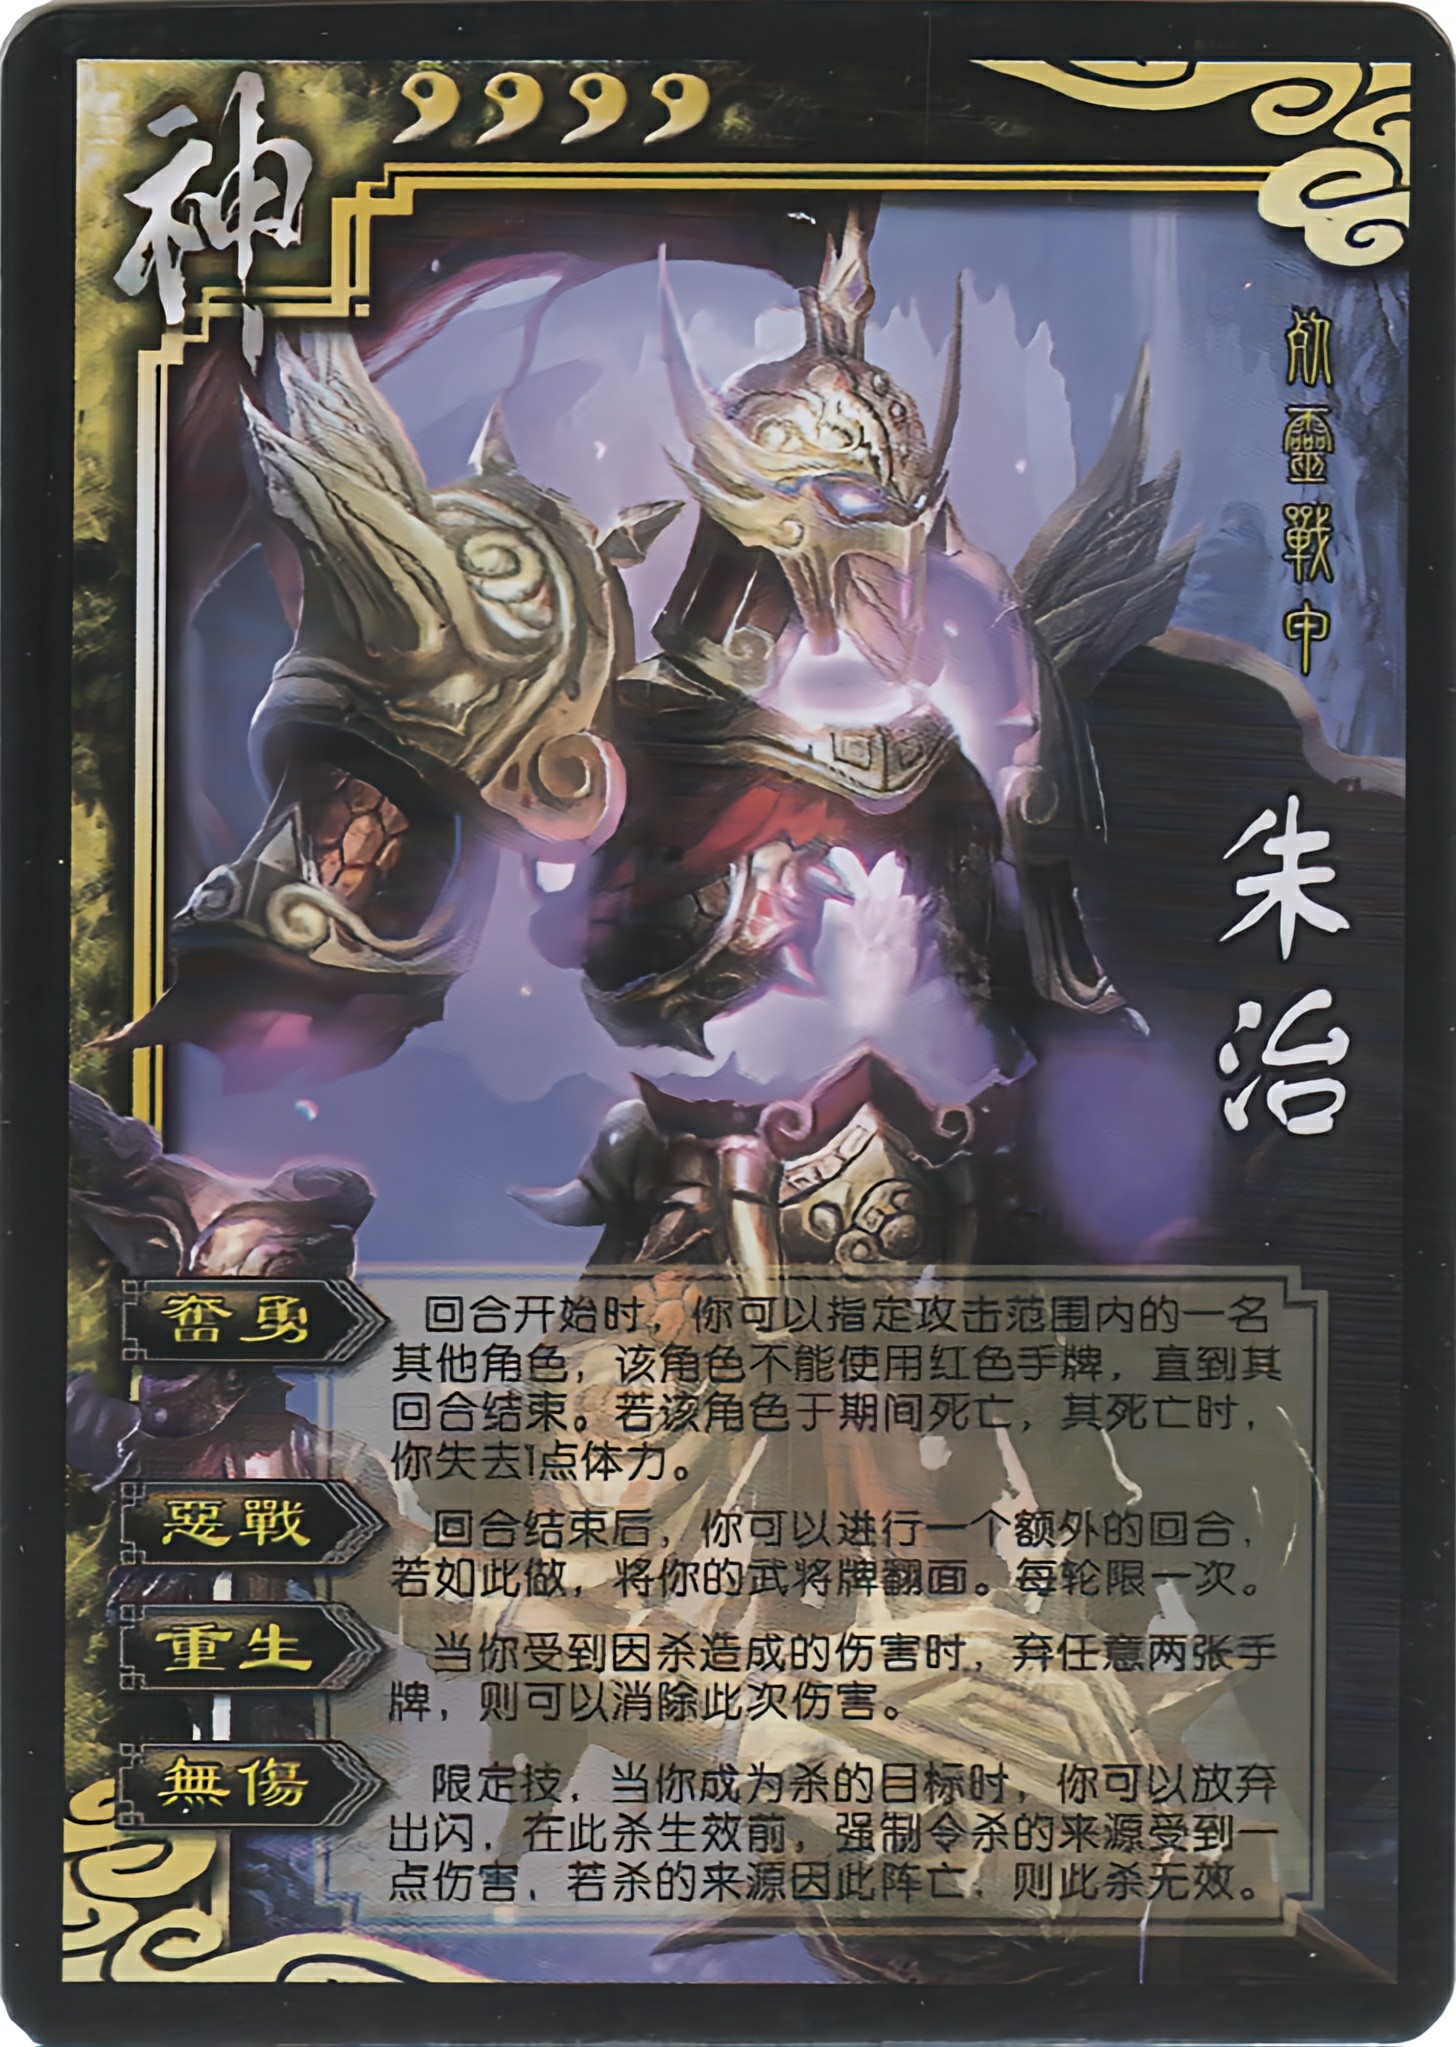 神
靈戰中
朱治
奮勇
回合开始时，你可以指定攻击范围内的一名
其他角色，该角色不能使用红色手牌，直到其
回合结束。若该角色于期间死亡，其死亡时，
你失去1点体力。
惡戰
回合结束后，你可以进行一个额外的回合，
若如此做，将你的武将牌翻面。每轮限一次。
重生
当你受到因杀造成的伤害时，弃任意两张手
牌，则可以消除此次伤害。
無傷
限定技，当你成为杀的目标时，你可以放弃
出闪，在此杀生效前，强制令杀的来源受到一
点伤害，若杀的来源因此阵亡，则此杀无效。